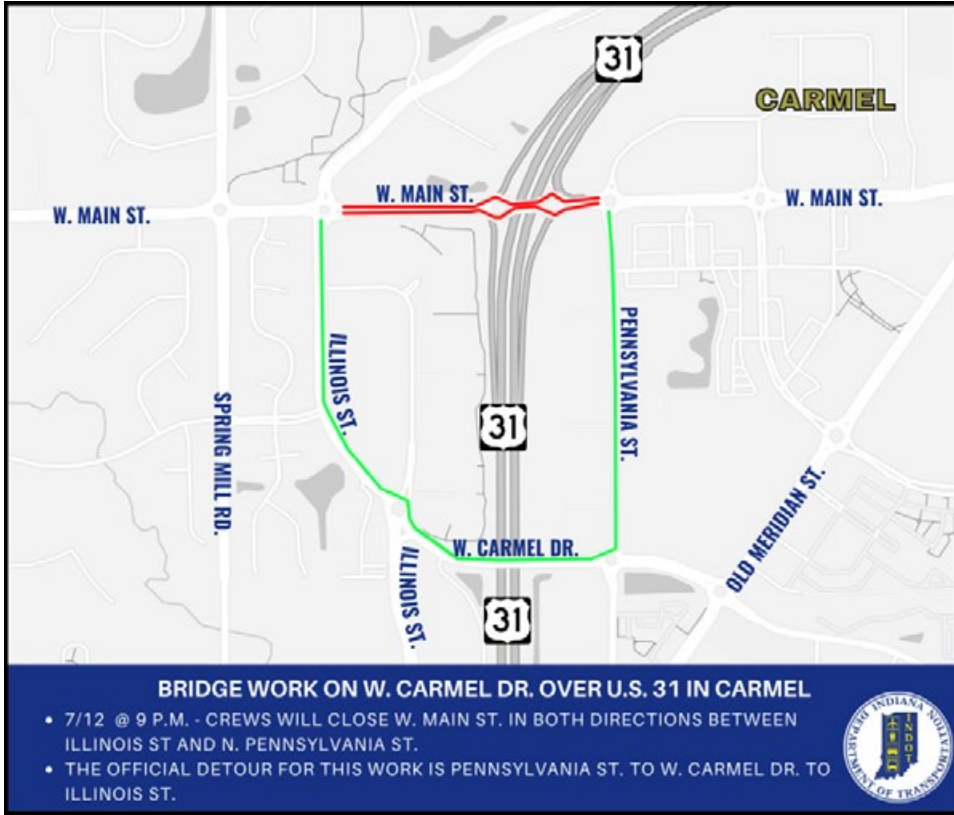 31
CARMEL
W. MAIN ST.
W. MAIN ST.
W. MAIN ST.
ILLINOIS ST.
PENNSYLVANIA ST.
SPRING MILL RD.
31
OLD MERIDIAN ST.
W. CARMEL DR.
ILLINOIS ST.
31
BRIDGE WORK ON W. CARMEL DR. OVER U.S. 31 IN CARMEL
• 7/12 @ 9 P.M. - CREWS WILL CLOSE W. MAIN ST. IN BOTH DIRECTIONS BETWEEN
ILLINOIS ST AND N. PENNSYLVANIA ST.
• THE OFFICIAL DETOUR FOR THIS WORK IS PENNSYLVANIA ST. TO W. CARMEL DR. TO
ILLINOIS ST.
INDIANA
DEPARTMENT OF TRANSPORTATION
INDOT